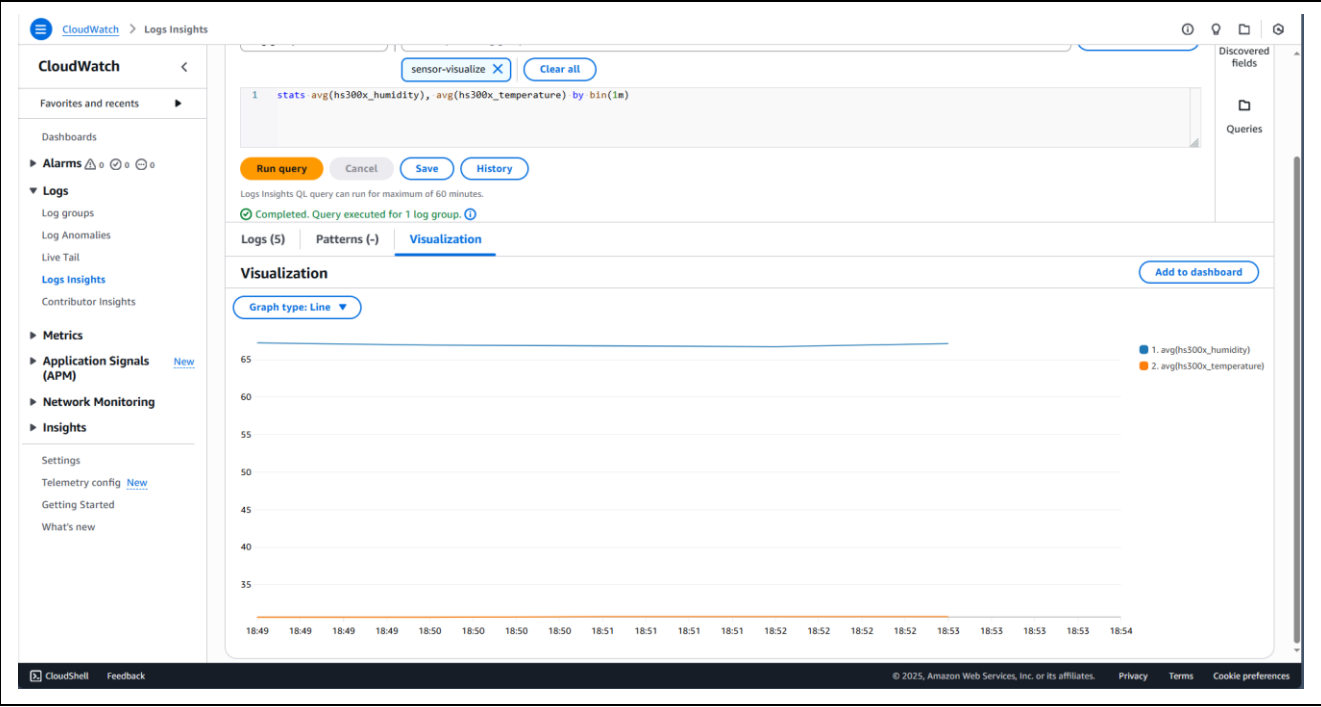 CloudWatch > Logs Insights
CloudWatch
Favorites and recents
Dashboards
Alarms 0 0 0
Logs
Log groups
Log Anomalies
Live Tail
Logs Insights
Contributor Insights
Metrics
Application Signals (APM) New
Network Monitoring
Insights
Settings
Telemetry config New
Getting Started
What's new
sensor-visualize
Clear all
1 stats avg(hs300x_humidity), avg(hs300x_temperature) by bin(1m)
Run query Cancel Save History
Logs Insights QL query can run for maximum of 60 minutes.
Completed. Query executed for 1 log group.
Discovered
fields
Queries
Logs (5) Patterns (-) Visualization
Visualization
Add to dashboard
Graph type: Line
65
60
55
50
45
40
35
18:49 18:49 18:49 18:49 18:50 18:50 18:50 18:50 18:51 18:51 18:51 18:51 18:52 18:52 18:52 18:52 18:53 18:53 18:53 18:53 18:54
1. avg(hs300x_humidity)
2. avg(hs300x_temperature)
CloudShell Feedback
© 2025, Amazon Web Services, Inc. or its affiliates. Privacy Terms Cookie preferences